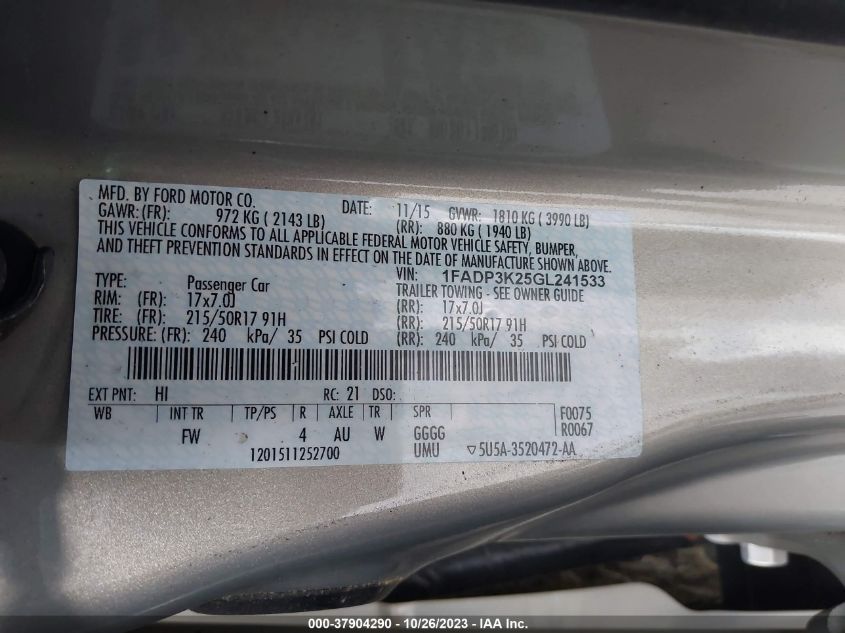 MFD. BY FORD MOTOR CO. DATE: 11/15 GVWR: 1810 KG ( 3990 LB)
GAWR: (FR): 972 KG ( 2143 LB) (RR): 880 KG ( 1940 LB)
THIS VEHICLE CONFORMS TO ALL APPLICABLE FEDERAL MOTOR VEHICLE SAFETY, BUMPER,
AND THEFT PREVENTION STANDARDS IN EFFECT ON THE DATE OF MANUFACTURE SHOWN ABOVE.
VIN: 1FADP3K25GL241533
TYPE: Passenger Car TRAILER TOWING - SEE OWNER GUIDE
RIM: (FR): 17x7.0J (RR): 17x7.0J
TIRE: (FR): 215/50R17 91H (RR): 215/50R17 91H
PRESSURE: (FR): 240 kPa/ 35 PSI COLD (RR): 240 kPa/ 35 PSI COLD
EXT PNT: HI RC: 21 DSO:
WB INT TR TP/PS R AXLE TR SPR F0075
FW 4 AU W GGGG R0067
1201511252700 UMU ▽5U5A-3520472-AA
000-37904290 - 10/26/2023 - IAA Inc.